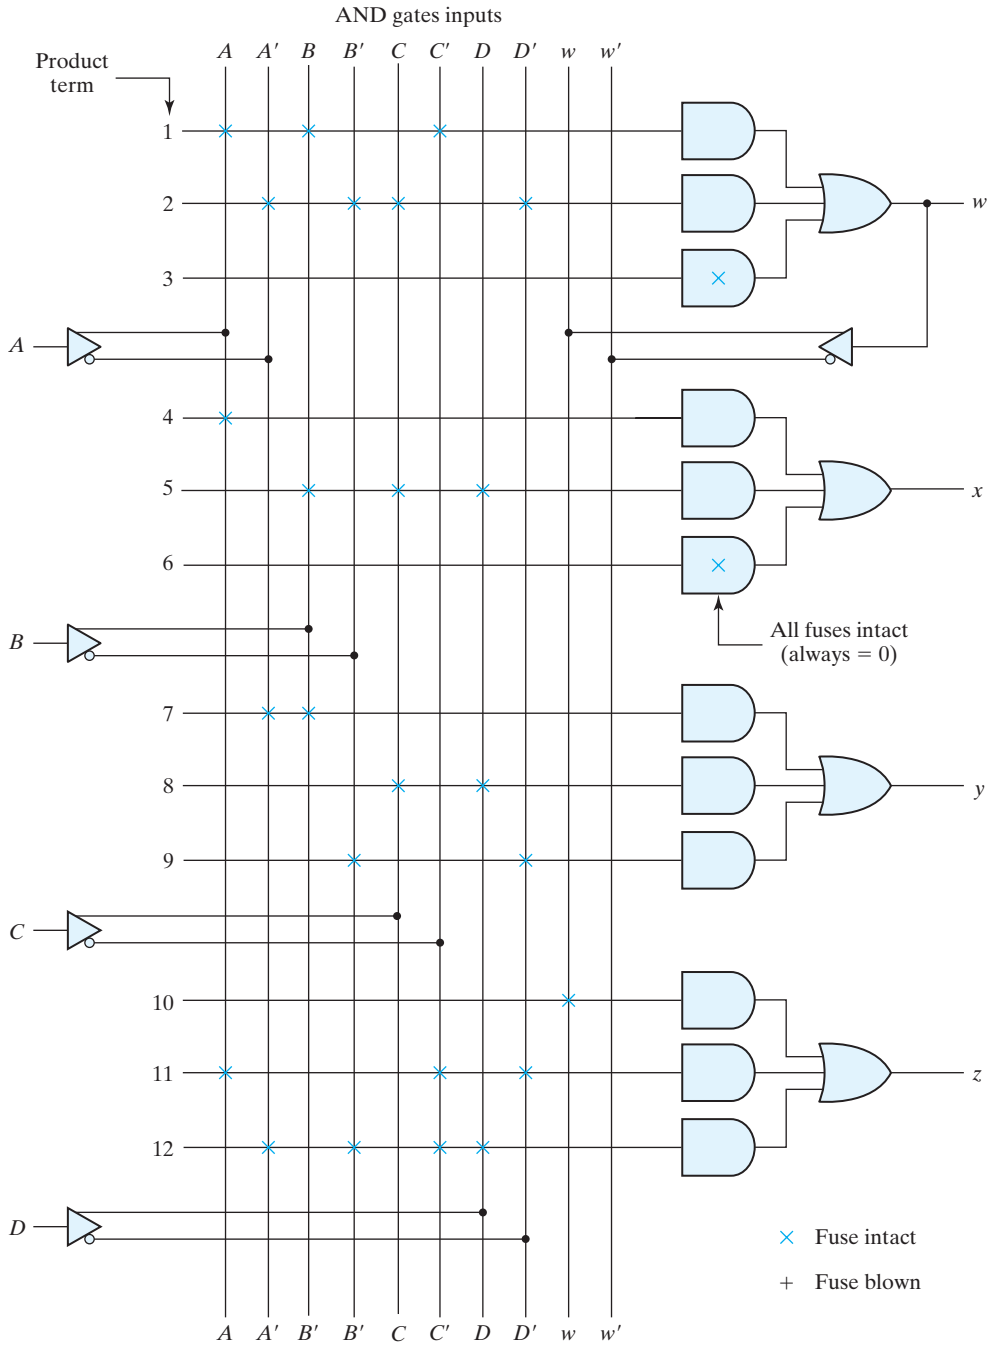 AND gates inputs
A A′ B B′ C C′ D D′ w w′
Product
term
1
2
w
3
A
4
5
x
6
All fuses intact
(always = 0)
B
7
8
y
9
C
10
11
z
12
D
× Fuse intact
+ Fuse blown
A A′ B′ B′ C C′ D D′ w w′